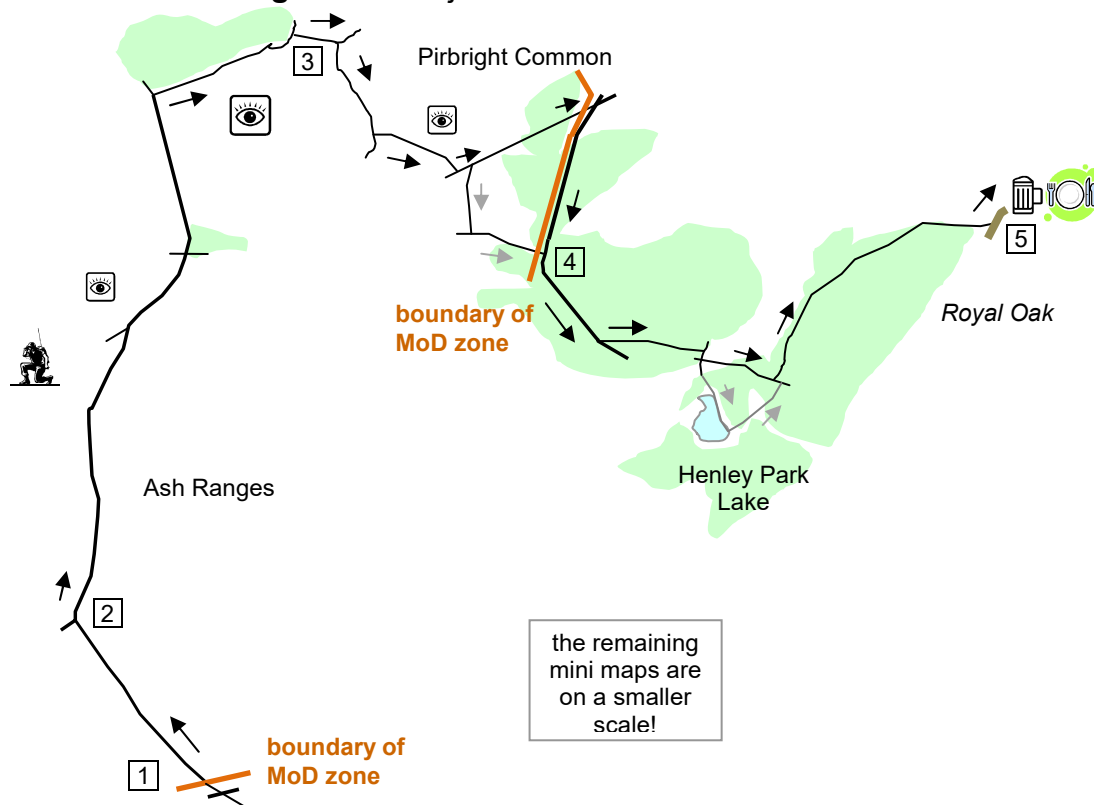 3
Pirbright Common
5
4
boundary of
MoD zone
Royal Oak
Ash Ranges
Henley Park
Lake
2
the remaining
mini maps are
on a smaller
scale!
1
boundary of
MoD zone